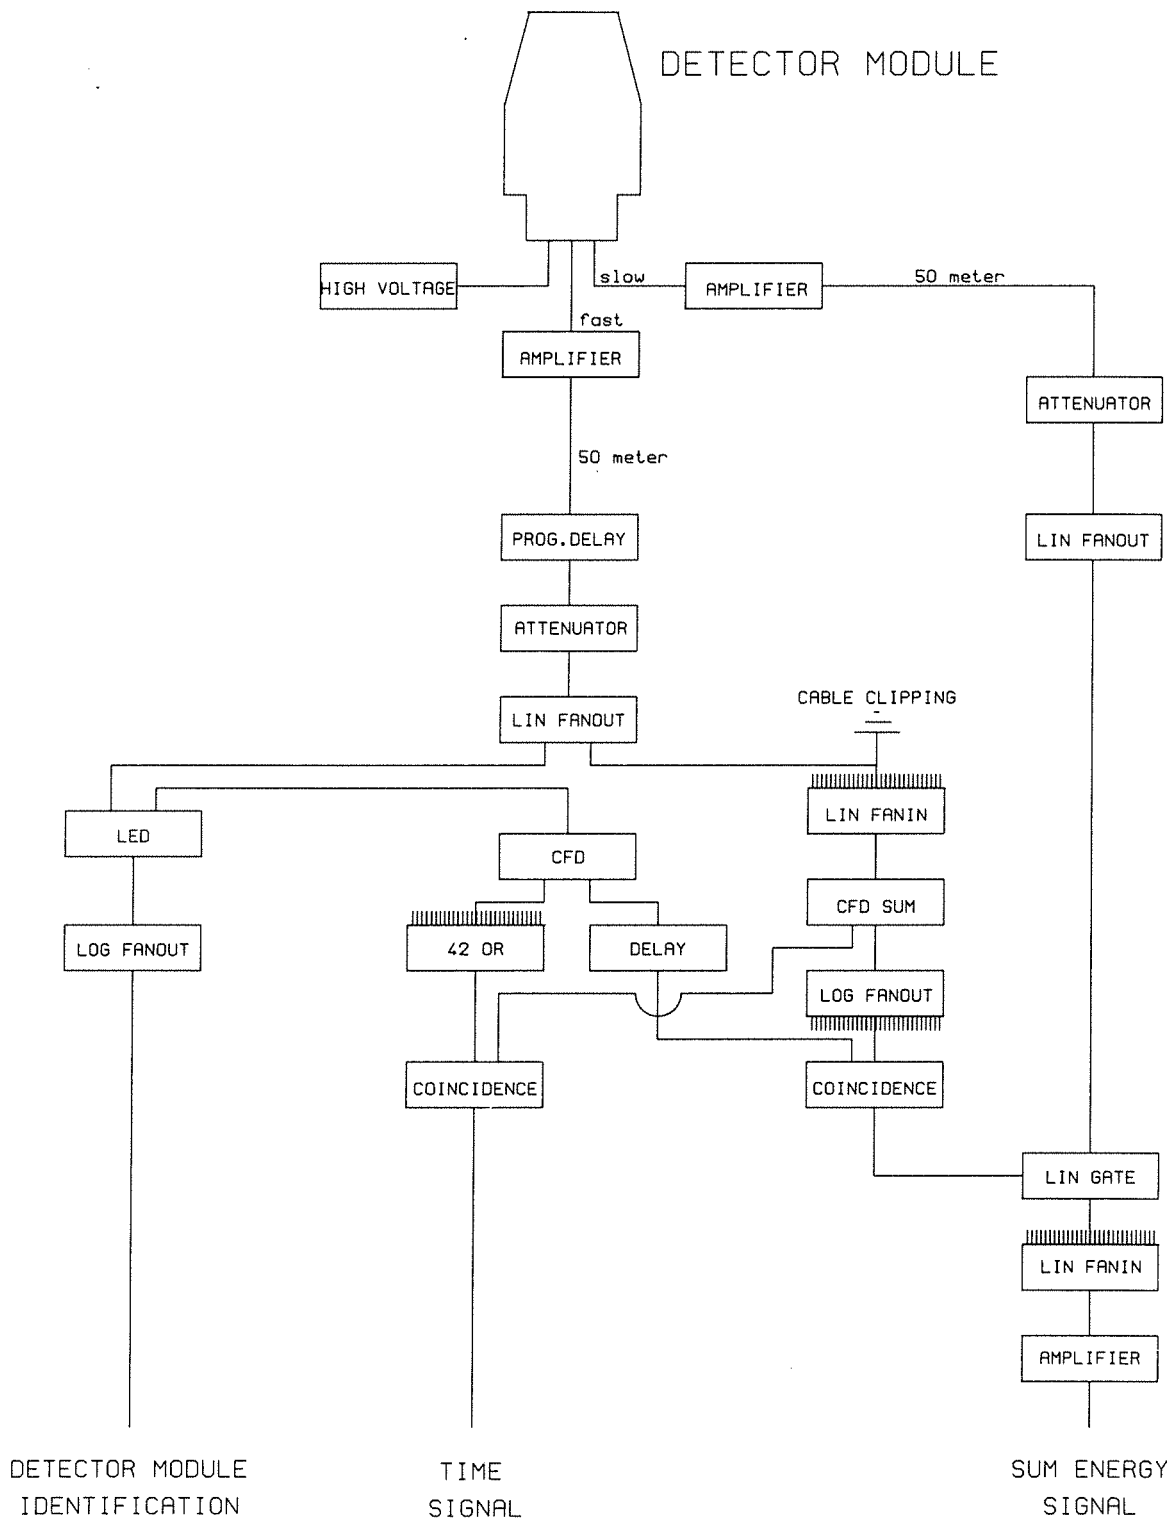 DETECTOR MODULE
slow
50 meter
HIGH VOLTAGE
AMPLIFIER
fast
AMPLIFIER
ATTENUATOR
50 meter
PROG.DELAY
LIN FANOUT
ATTENUATOR
CABLE CLIPPING
LIN FANOUT
LIN FANIN
LED
CFD
CFD SUM
LOG FANOUT
42 OR
DELAY
LOG FANOUT
COINCIDENCE
COINCIDENCE
LIN GATE
LIN FANIN
AMPLIFIER
DETECTOR MODULE
IDENTIFICATION
TIME
SIGNAL
SUM ENERGY
SIGNAL